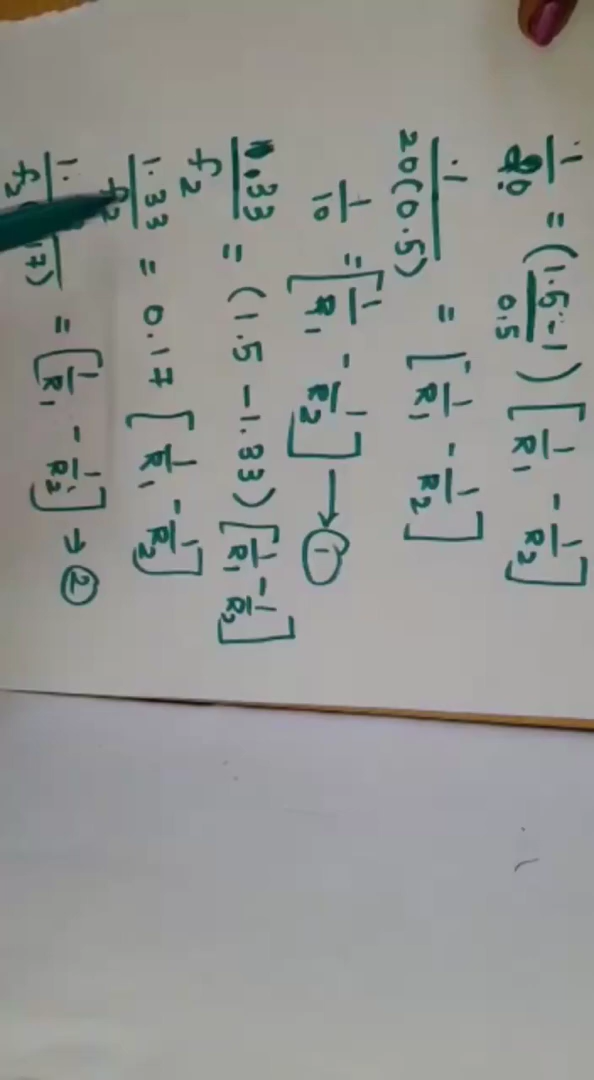 1/20 = (1.5 - 1 / 0.5) [1/R1 - 1/R2]
1/20(0.5) = [1/R1 - 1/R2]
1/10 = [1/R1 - 1/R2] → ①
1.33/f2 = (1.5 - 1.33) [1/R1 - 1/R2]
1.33/f2 = 0.17 [1/R1 - 1/R2]
= [1/R1 - 1/R2] → ②